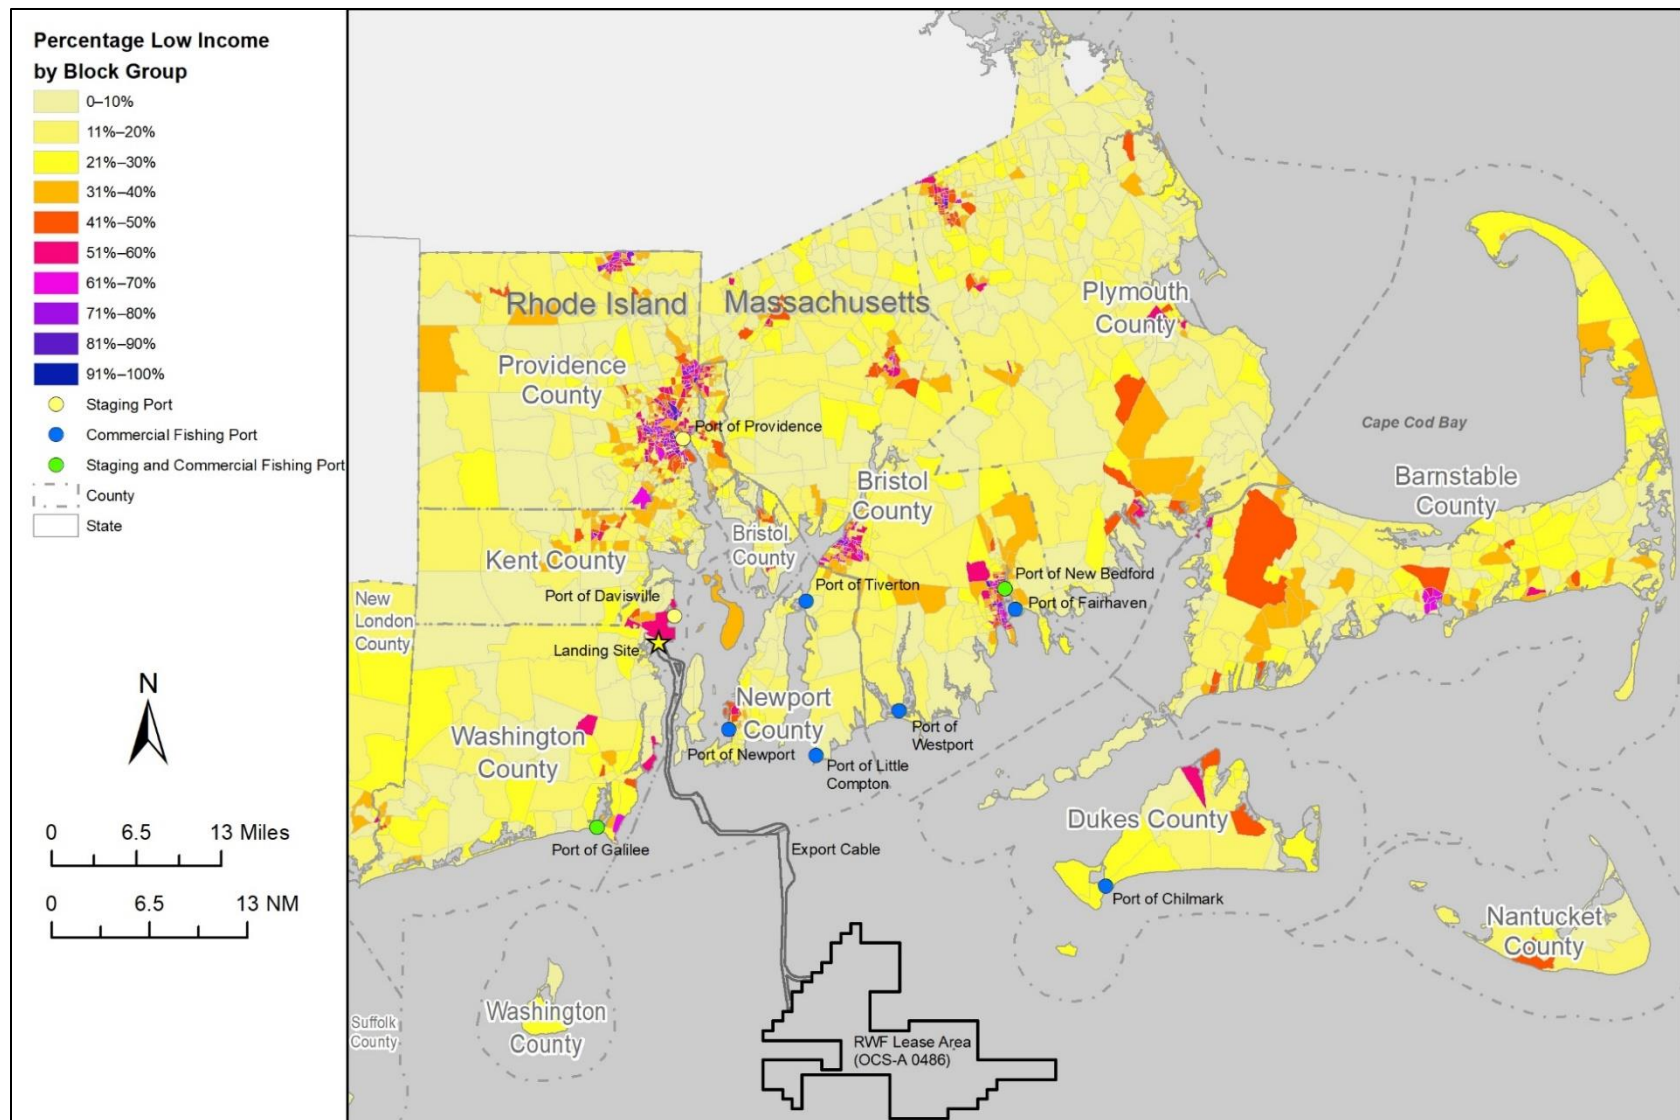 Percentage Low Income
by Block Group
0–10%
11%–20%
21%–30%
31%–40%
41%–50%
51%–60%
61%–70%
71%–80%
81%–90%
91%–100%
Staging Port
Commercial Fishing Port
Staging and Commercial Fishing Port
County
State
N
0 6.5 13 Miles
0 6.5 13 NM
Rhode Island
Massachusetts
Plymouth
County
Providence
County
Port of Providence
Cape Cod Bay
Bristol
County
Barnstable
County
Bristol
County
Kent County
Port of Tiverton
Port of New Bedford
Port of Fairhaven
Port of Davisville
New
London
County
Landing Site
Newport
County
Washington
County
Port of Newport
Port of Westport
Port of Little
Compton
Dukes County
Port of Galilee
Export Cable
Port of Chilmark
Nantucket
County
Washington
County
Suffolk
County
RWF Lease Area
(OCS-A 0486)